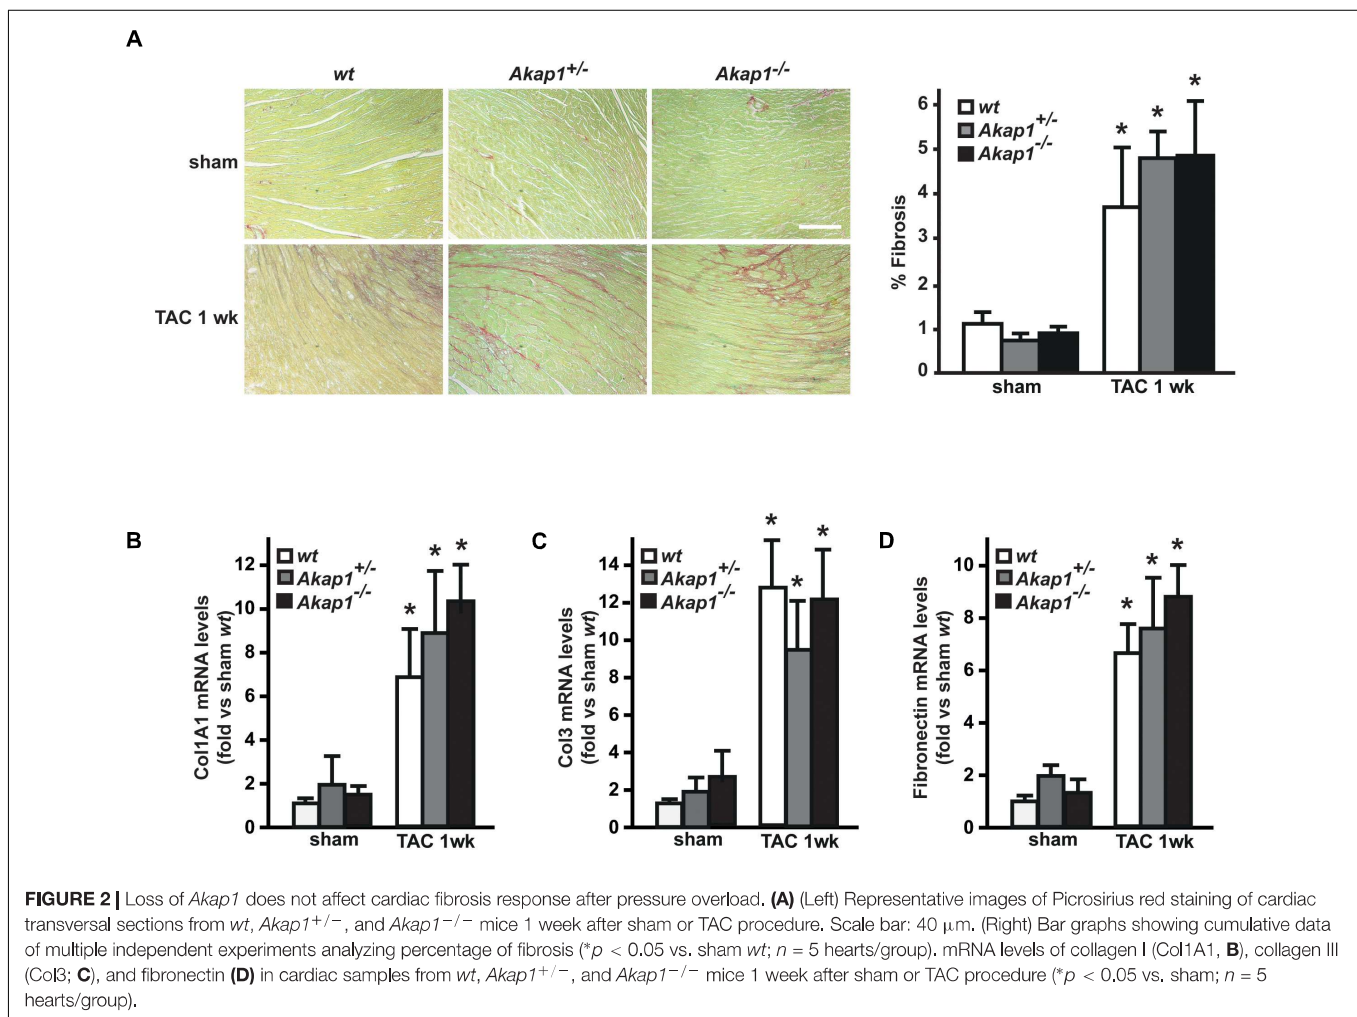 A
wt
Akap1+/-
Akap1-/-
sham
TAC 1 wk
% Fibrosis
6
5
4
3
2
1
0
wt
Akap1+/-
Akap1-/-
*
*
*
sham
TAC 1 wk
B
Col1A1 mRNA levels
(fold vs sham wt)
12
10
8
6
4
2
0
wt
Akap1+/-
Akap1-/-
*
*
*
sham
TAC 1wk
C
Col3 mRNA levels
(fold vs sham wt)
14
12
10
8
6
4
2
0
wt
Akap1+/-
Akap1-/-
*
*
*
sham
TAC 1wk
D
Fibronectin mRNA levels
(fold vs sham wt)
10
8
6
4
2
0
wt
Akap1+/-
Akap1-/-
*
*
*
sham
TAC 1wk
FIGURE 2 | Loss of Akap1 does not affect cardiac fibrosis response after pressure overload. (A) (Left) Representative images of Picrosirius red staining of cardiac
transversal sections from wt, Akap1+/−, and Akap1−/− mice 1 week after sham or TAC procedure. Scale bar: 40 μm. (Right) Bar graphs showing cumulative data
of multiple independent experiments analyzing percentage of fibrosis (*p < 0.05 vs. sham wt; n = 5 hearts/group). mRNA levels of collagen I (Col1A1, B), collagen III
(Col3; C), and fibronectin (D) in cardiac samples from wt, Akap1+/−, and Akap1−/− mice 1 week after sham or TAC procedure (*p < 0.05 vs. sham; n = 5
hearts/group).